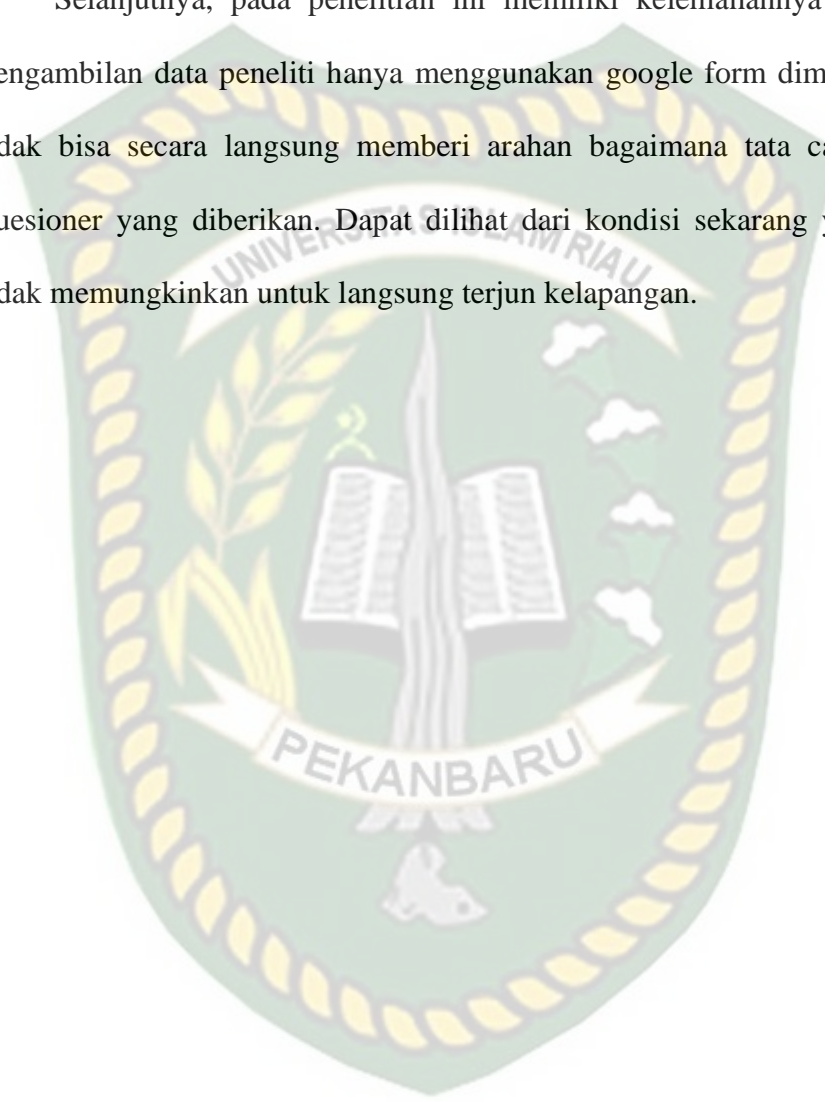 Selanjutnya, pada penelitian ini memiliki kelemahannya
engambilan data peneliti hanya menggunakan google form dim
dak bisa secara langsung memberi arahan bagaimana tata ca
uesioner yang diberikan. Dapat dilihat dari kondisi sekarang y
dak memungkinkan untuk langsung terjun kelapangan.
UNIVERSITAS ISLAM RIAU
PEKANBARU